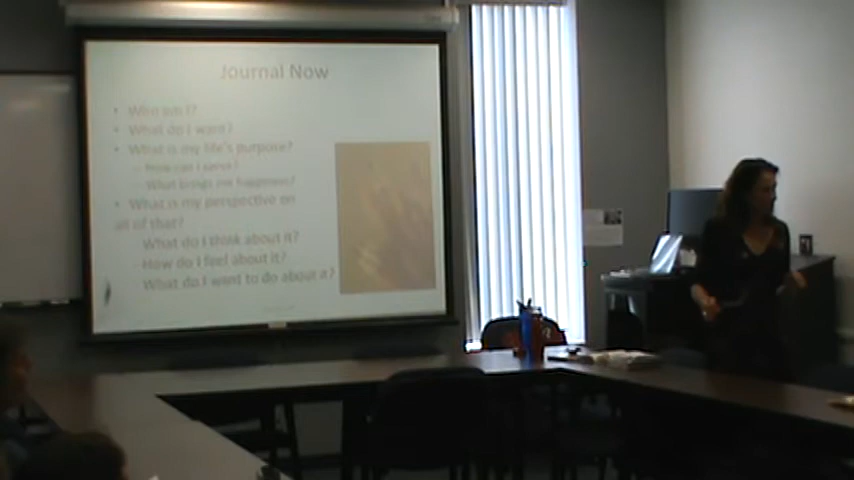 Journal Now
• Who am I?
• What do I want?
• What is my life's purpose?
– How can I serve?
– What brings me happiness?
• What is my perspective on
all of that?
What do I think about it?
How do I feel about it?
What do I want to do about it?